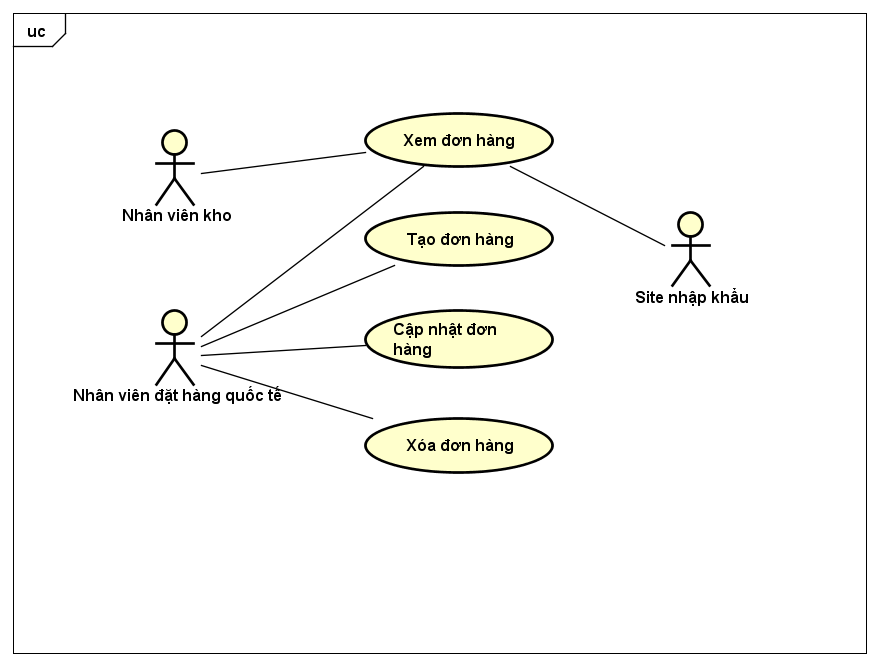 uc
Xem đơn hàng
Nhân viên kho
Tạo đơn hàng
Site nhập khẩu
Cập nhật đơn
hàng
Nhân viên đặt hàng quốc tế
Xóa đơn hàng